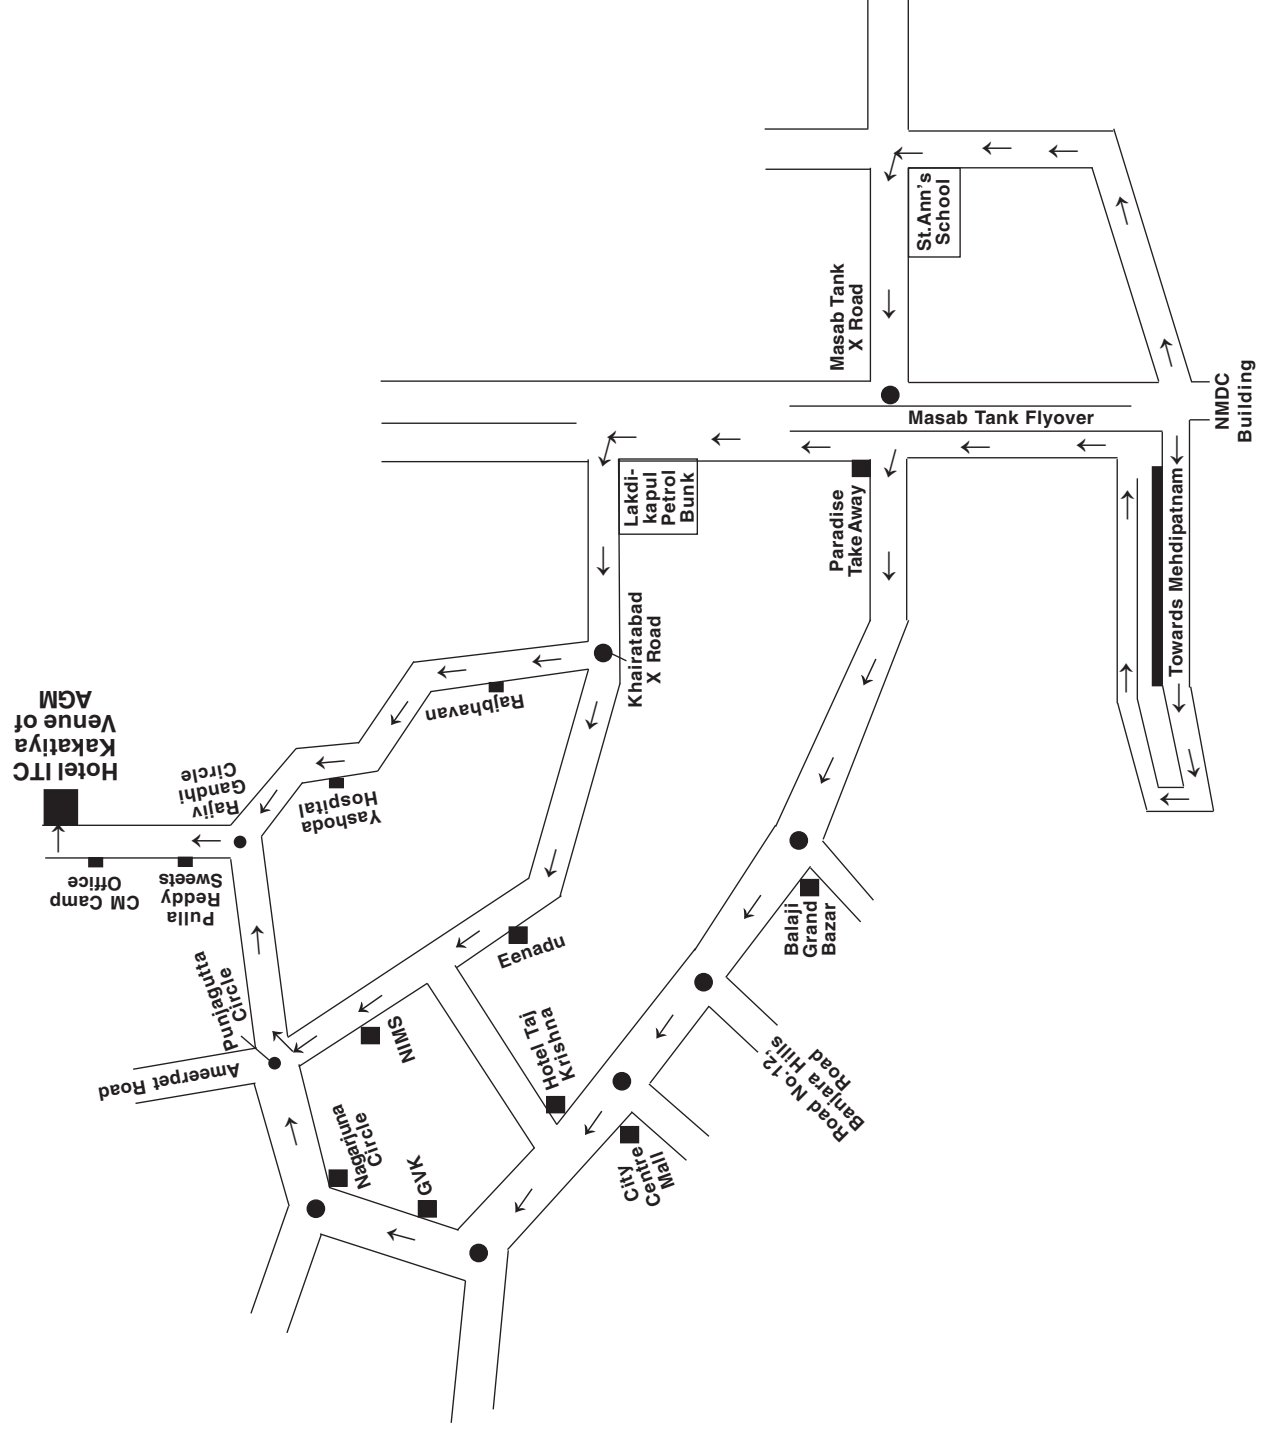 St.Ann's
School
Masab Tank
X Road
NMDC
Building
Masab Tank Flyover
Lakdi-
kapul
Petrol
Bunk
Paradise
Take Away
Towards Mehdipatnam
Khairatabad
X Road
Rajbhavan
Hotel ITC
Kakatiya
Venue of
AGM
Rajiv
Gandhi
Circle
Yashoda
Hospital
CM Camp
Office
Pulla
Reddy
Sweets
Balaji
Grand
Bazar
Eenadu
Punjagutta
Circle
NIMS
Hotel Taj
Krishna
Road No.12,
Banjara Hills
Road
Ameerpet Road
Nagarjuna
Circle
GVK
City
Centre
Mall